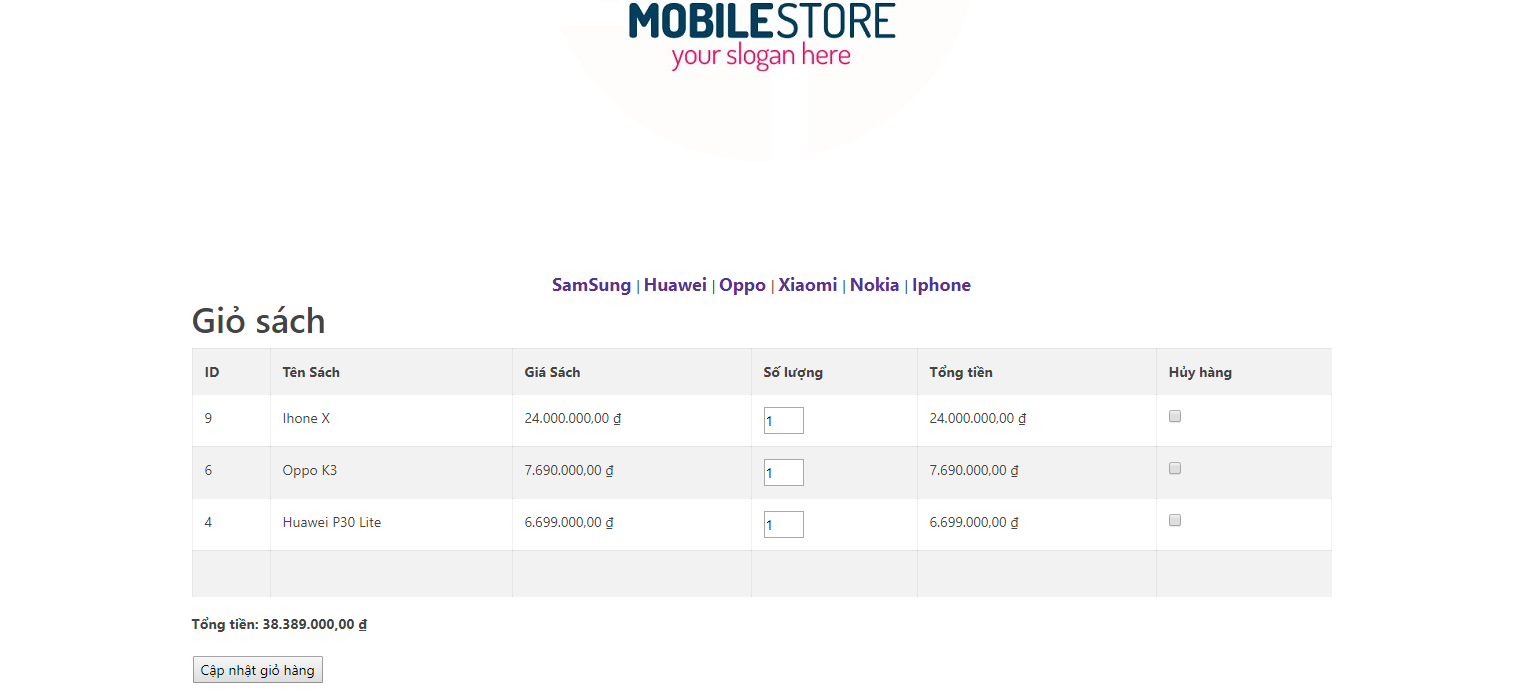 MOBILESTORE
your slogan here
SamSung | Huawei | Oppo | Xiaomi | Nokia | Iphone
Giỏ sách
ID Tên Sách Giá Sách Số lượng Tổng tiền Hủy hàng
9 Ihone X 24.000.000,00 ₫ 1 24.000.000,00 ₫
6 Oppo K3 7.690.000,00 ₫ 1 7.690.000,00 ₫
4 Huawei P30 Lite 6.699.000,00 ₫ 1 6.699.000,00 ₫
Tổng tiền: 38.389.000,00 ₫
Cập nhật giỏ hàng